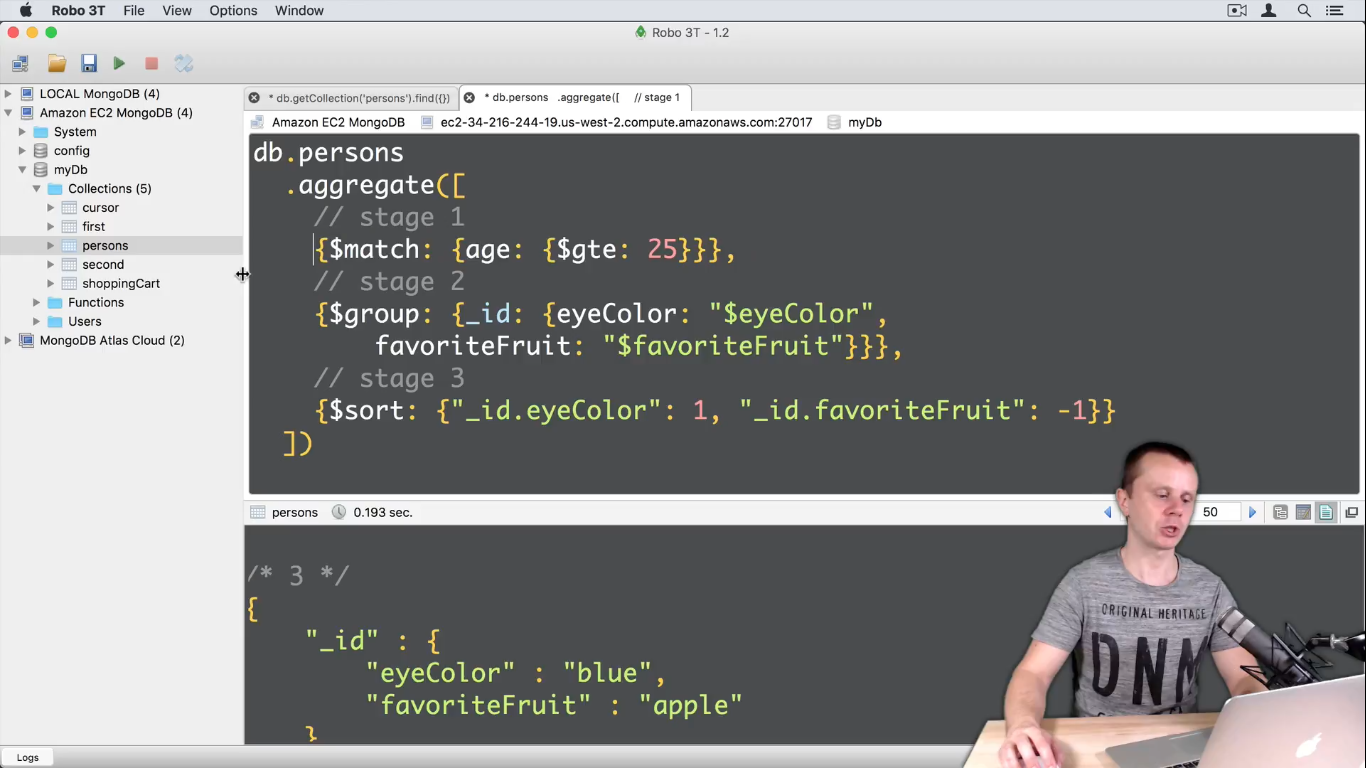 Robo 3T File View Options Window
Robo 3T - 1.2
LOCAL MongoDB (4)
Amazon EC2 MongoDB (4)
System
config
myDb
Collections (5)
cursor
first
persons
second
shoppingCart
Functions
Users
MongoDB Atlas Cloud (2)
* db.getCollection('persons').find({}) * db.persons .aggregate([ // stage 1
Amazon EC2 MongoDB ec2-34-216-244-19.us-west-2.compute.amazonaws.com:27017 myDb
db.persons
.aggregate([
// stage 1
{$match: {age: {$gte: 25}}},
// stage 2
{$group: {_id: {eyeColor: "$eyeColor",
favoriteFruit: "$favoriteFruit"}}},
// stage 3
{$sort: {"_id.eyeColor": 1, "_id.favoriteFruit": -1}}
])
persons 0.193 sec. 50
/* 3 */
{
"_id" : {
"eyeColor" : "blue",
"favoriteFruit" : "apple"
}
ORIGINAL HERITAGE
DNM
Logs